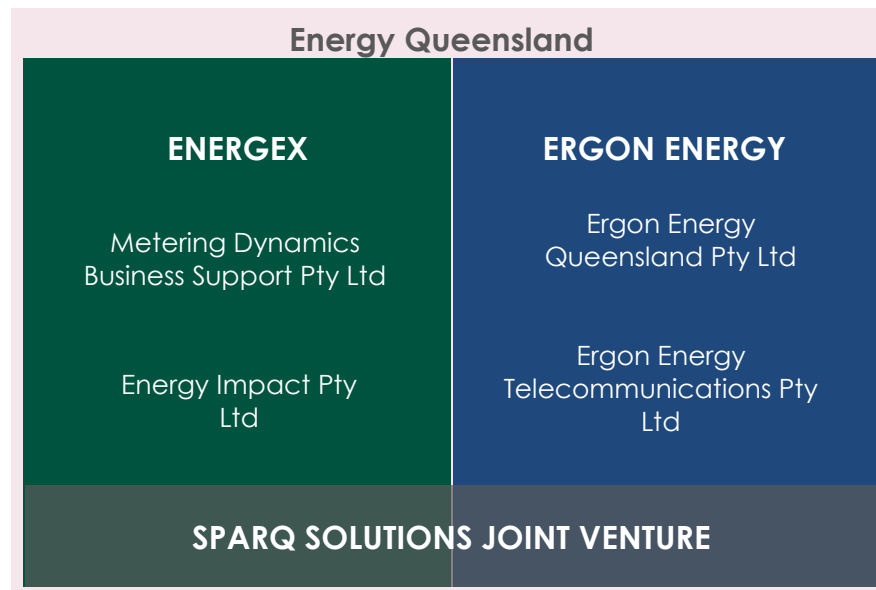 Energy Queensland
ENERGEX
Metering Dynamics
Business Support Pty Ltd
Energy Impact Pty
Ltd
ERGON ENERGY
Ergon Energy
Queensland Pty Ltd
Ergon Energy
Telecommunications Pty
Ltd
SPARQ SOLUTIONS JOINT VENTURE